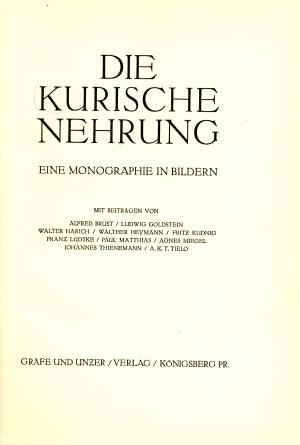 DIE
KURISCHE
NEHRUNG
EINE MONOGRAPHIE IN BILDERN
MIT BEITRAGEN VON
ALFRED BRUST / LUDWIG GOLDSTEIN
WALTER HARICH / WALTHER HEYMANN / FRITZ KUDNIG
FRANZ LÜDTKE / PAUL MATTHIAS / AGNES MIEGEL
JOHANNES THIENEMANN / A. K. T. TIELO
GRÄFE UND UNZER / VERLAG / KÖNIGSBERG PR.